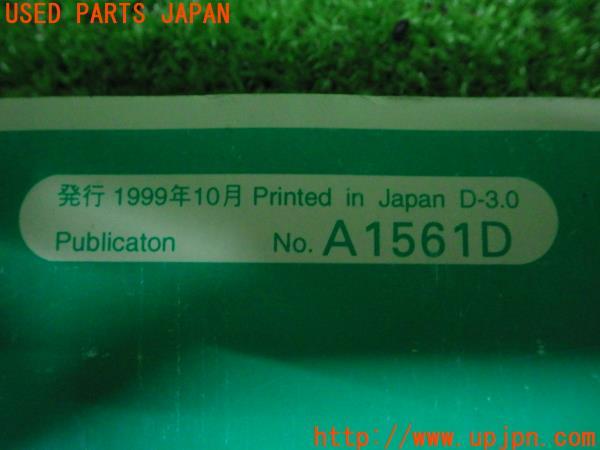 USED PARTS JAPAN
発行 1999年10月 Printed in Japan D-3.0
Publicaton No. A1561D
http://www.upjpn.com/